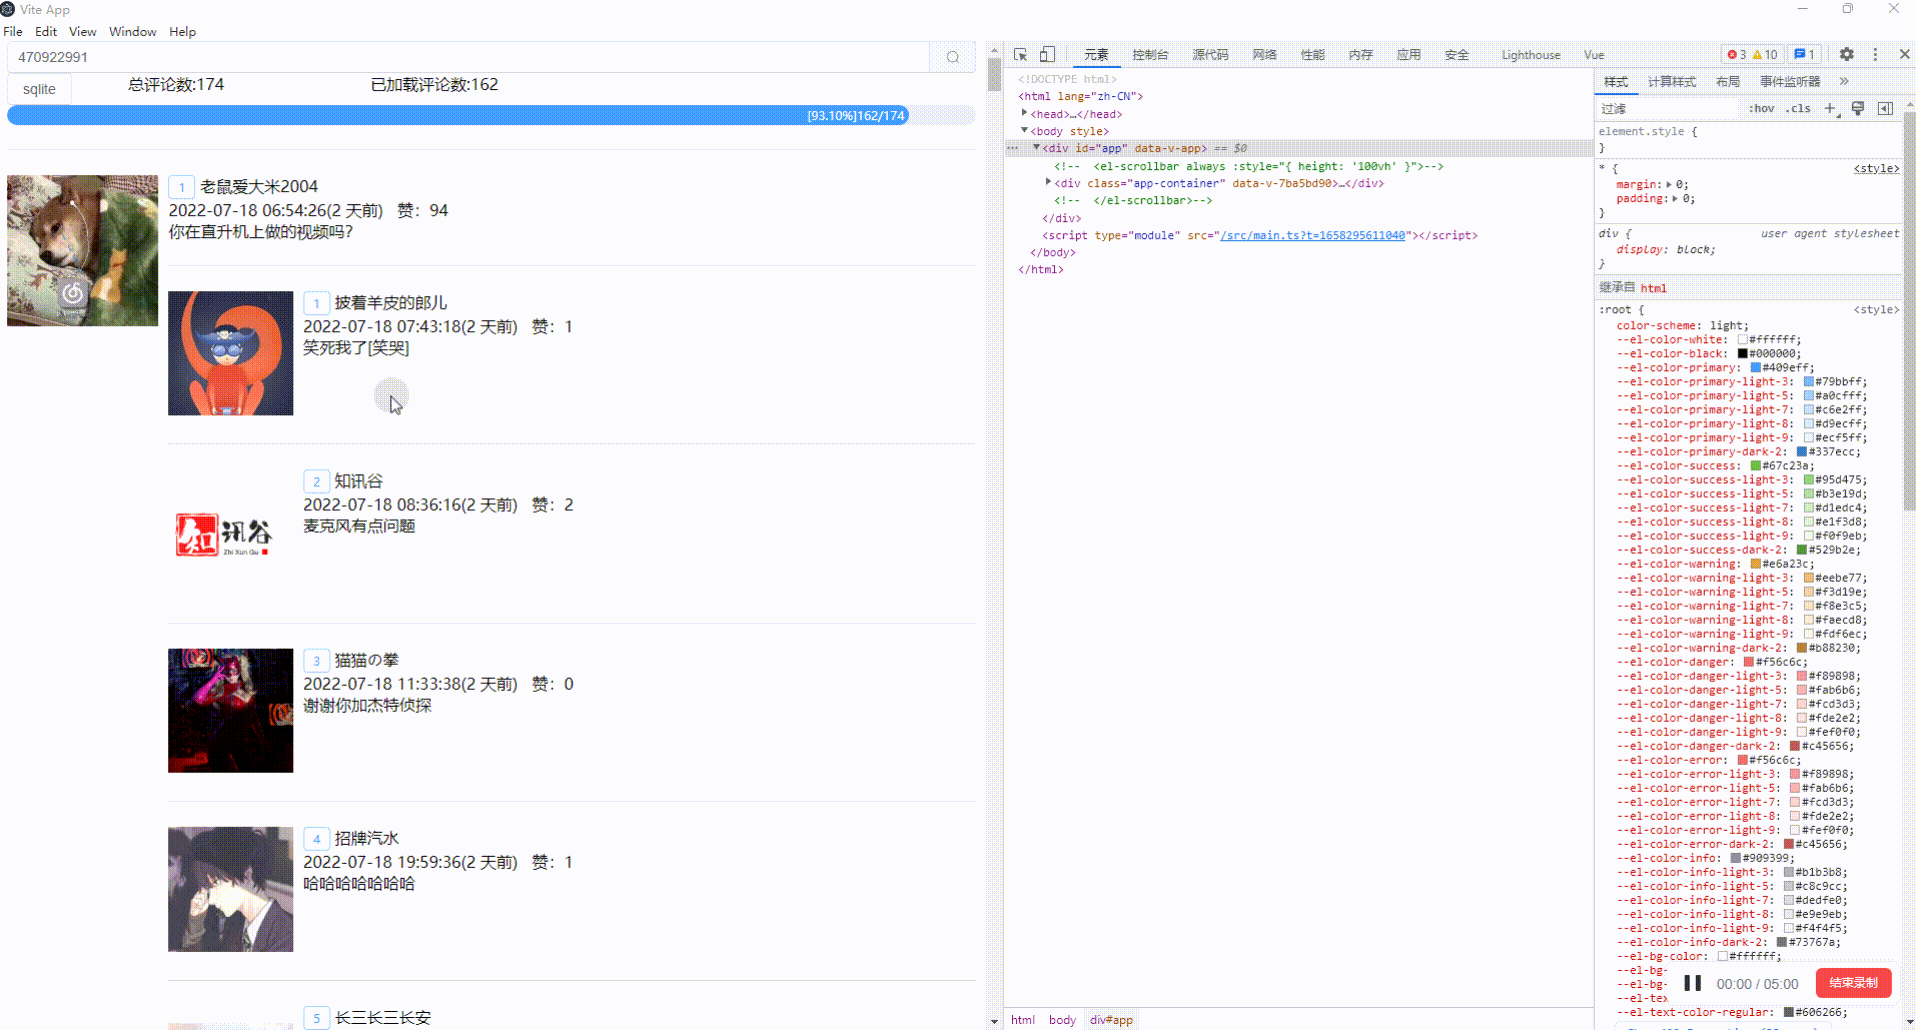 Vite App
File Edit View Window Help
470922991
sqlite 总评论数:174 已加载评论数:162
[93.10%]162/174
1 老鼠爱大米2004
2022-07-18 06:54:26(2 天前) 赞：94
你在直升机上做的视频吗?
1 披着羊皮的郎儿
2022-07-18 07:43:18(2 天前) 赞：1
笑死我了[笑哭]
2 知讯谷
2022-07-18 08:36:16(2 天前) 赞：2
麦克风有点问题
知讯谷
Zhi Xun Gu
3 猫猫の拳
2022-07-18 11:33:38(2 天前) 赞：0
谢谢你加杰特侦探
4 招牌汽水
2022-07-18 19:59:36(2 天前) 赞：1
哈哈哈哈哈哈哈
5 长三长三长安
元素 控制台 源代码 网络 性能 内存 应用 安全 Lighthouse Vue 3 10 1
<!DOCTYPE html>
<html lang="zh-CN">
<head>…</head>
<body style>
<div id="app" data-v-app> == $0
<!-- <el-scrollbar always :style="{ height: '100vh' }">-->
<div class="app-container" data-v-7ba5bd90>…</div>
<!-- </el-scrollbar>-->
</div>
<script type="module" src="/src/main.ts?t=1658295611040"></script>
</body>
</html>
html body div#app
样式 计算样式 布局 事件监听器 »
过滤 :hov .cls +
element.style {
}
* { <style>
margin: 0;
padding: 0;
}
div { user agent stylesheet
display: block;
}
继承自 html
:root { <style>
color-scheme: light;
--el-color-white: #ffffff;
--el-color-black: #000000;
--el-color-primary: #409eff;
--el-color-primary-light-3: #79bbff;
--el-color-primary-light-5: #a0cfff;
--el-color-primary-light-7: #c6e2ff;
--el-color-primary-light-8: #d9ecff;
--el-color-primary-light-9: #ecf5ff;
--el-color-primary-dark-2: #337ecc;
--el-color-success: #67c23a;
--el-color-success-light-3: #95d475;
--el-color-success-light-5: #b3e19d;
--el-color-success-light-7: #d1edc4;
--el-color-success-light-8: #e1f3d8;
--el-color-success-light-9: #f0f9eb;
--el-color-success-dark-2: #529b2e;
--el-color-warning: #e6a23c;
--el-color-warning-light-3: #eebe77;
--el-color-warning-light-5: #f3d19e;
--el-color-warning-light-7: #f8e3c5;
--el-color-warning-light-8: #faecd8;
--el-color-warning-light-9: #fdf6ec;
--el-color-warning-dark-2: #b88230;
--el-color-danger: #f56c6c;
--el-color-danger-light-3: #f89898;
--el-color-danger-light-5: #fab6b6;
--el-color-danger-light-7: #fcd3d3;
--el-color-danger-light-8: #fde2e2;
--el-color-danger-light-9: #fef0f0;
--el-color-danger-dark-2: #c45656;
--el-color-error: #f56c6c;
--el-color-error-light-3: #f89898;
--el-color-error-light-5: #fab6b6;
--el-color-error-light-7: #fcd3d3;
--el-color-error-light-8: #fde2e2;
--el-color-error-light-9: #fef0f0;
--el-color-error-dark-2: #c45656;
--el-color-info: #909399;
--el-color-info-light-3: #b1b3b8;
--el-color-info-light-5: #c8c9cc;
--el-color-info-light-7: #dedfe0;
--el-color-info-light-8: #e9e9eb;
--el-color-info-light-9: #f4f4f5;
--el-color-info-dark-2: #73767a;
--el-bg-color: #ffffff;
--el-bg-
--el-bg-
--el-tex
--el-text-color-regular: #606266;
00:00 / 05:00 结束录制